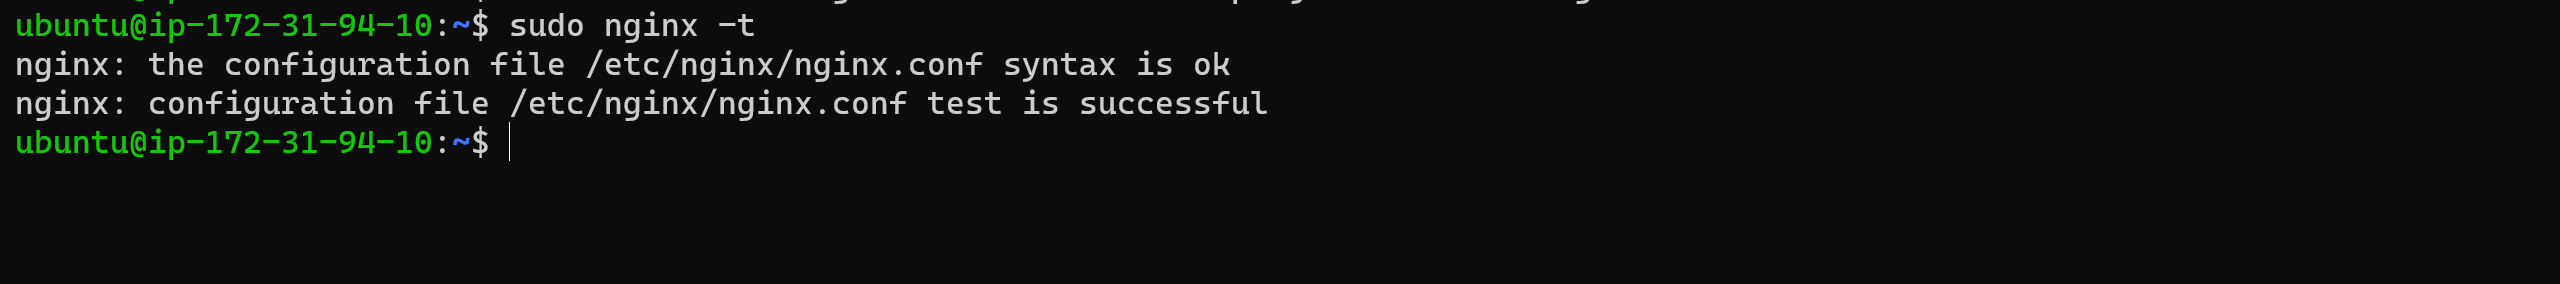 ubuntu@ip-172-31-94-10:~$ sudo nginx -t
nginx: the configuration file /etc/nginx/nginx.conf syntax is ok
nginx: configuration file /etc/nginx/nginx.conf test is successful
ubuntu@ip-172-31-94-10:~$